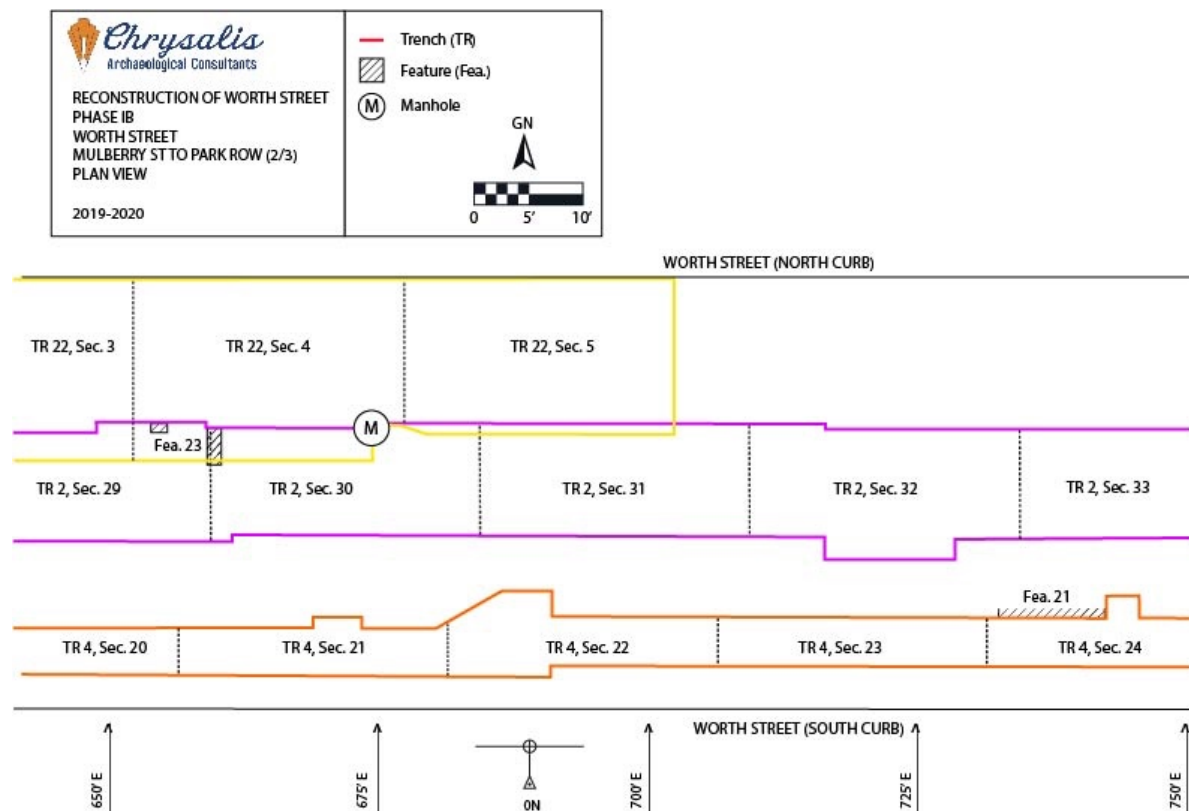 Chrysalis
Archaeological Consultants
RECONSTRUCTION OF WORTH STREET
PHASE IB
WORTH STREET
MULBERRY ST TO PARK ROW (2/3)
PLAN VIEW
2019-2020
Trench (TR)
Feature (Fea.)
M Manhole
GN
0 5' 10'
WORTH STREET (NORTH CURB)
TR 22, Sec. 3
TR 22, Sec. 4
TR 22, Sec. 5
M
Fea. 23
TR 2, Sec. 29
TR 2, Sec. 30
TR 2, Sec. 31
TR 2, Sec. 32
TR 2, Sec. 33
Fea. 21
TR 4, Sec. 20
TR 4, Sec. 21
TR 4, Sec. 22
TR 4, Sec. 23
TR 4, Sec. 24
WORTH STREET (SOUTH CURB)
650' E
675' E
0N
700' E
725' E
750' E